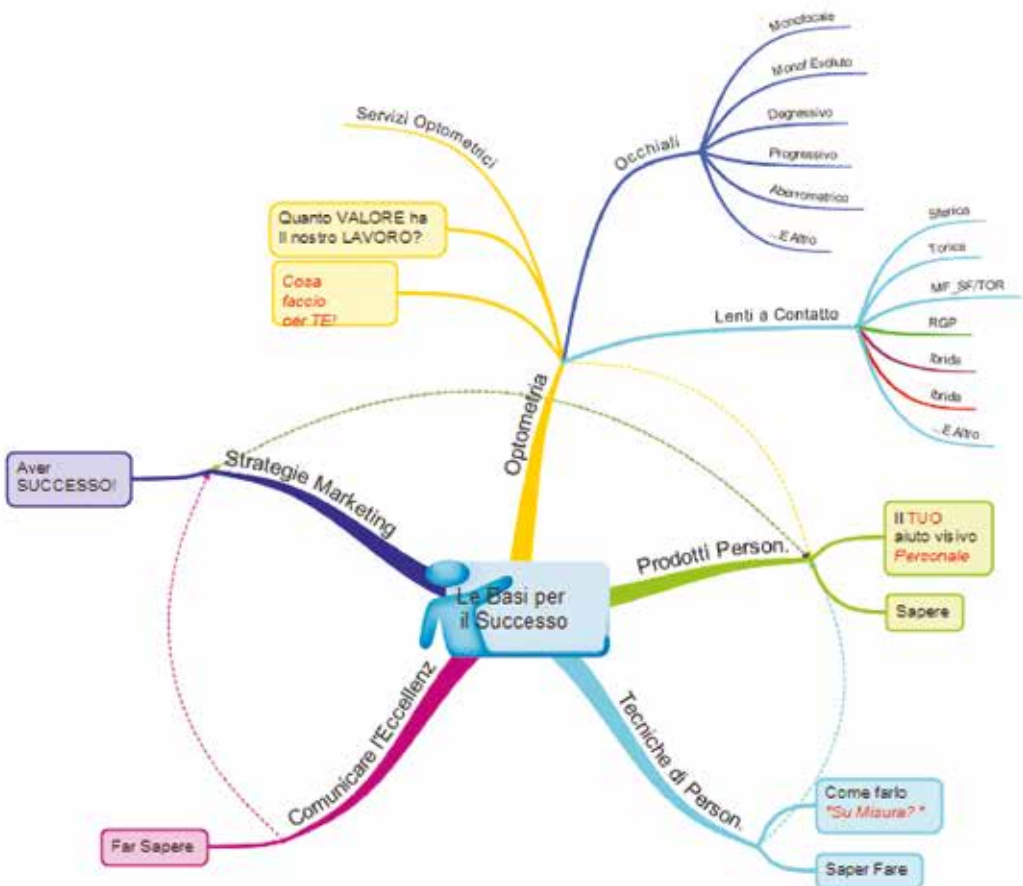 Monofocale
Monof Evoluto
Degressivo
Progressivo
Aberrometrico
...E Altro
Occhiali
Servizi Optometrici
Quanto VALORE ha
Il nostro LAVORO?
Cosa
faccio
per TE!
Sferica
Torica
MF_SF/TOR
RGP
Ibrida
Ibrida
...E Altro
Lenti a Contatto
Optometria
Strategie Marketing
Aver
SUCCESSO!
Prodotti Person.
Il TUO
aiuto visivo
Personale
Sapere
Le Basi per
il Successo
Comunicare l'Eccellenz
Far Sapere
Tecniche di Person.
Come farlo
"Su Misura?"
Saper Fare